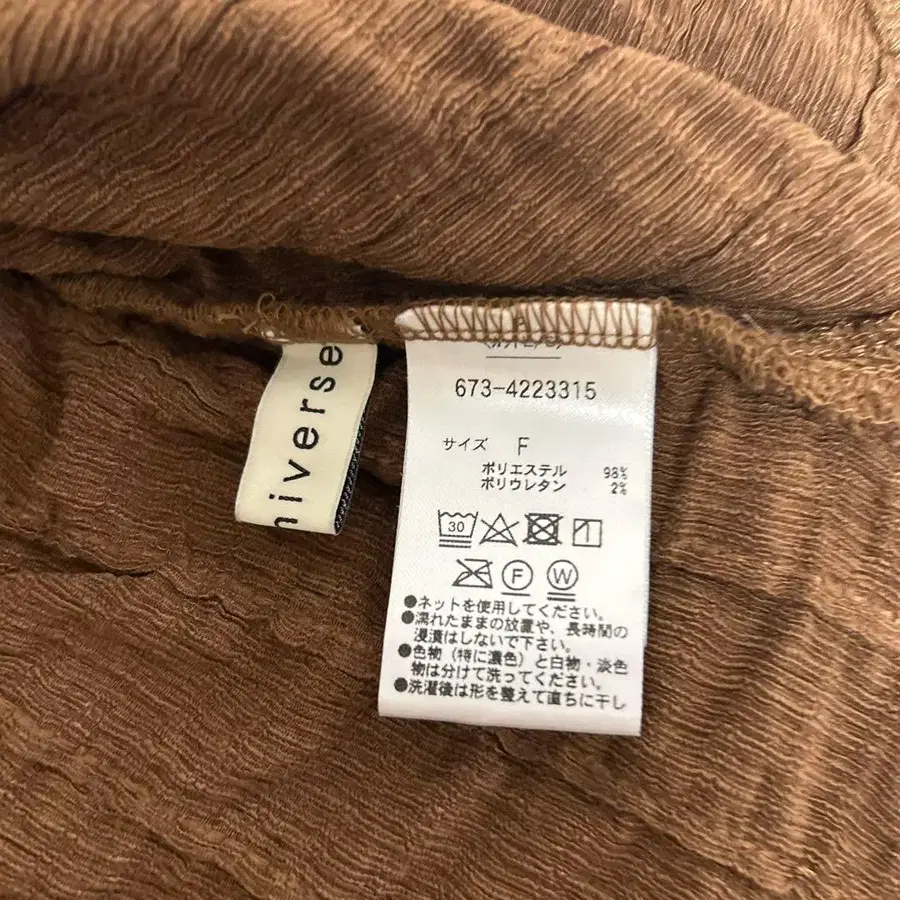 niverse
673-4223315
サイズ F
ポリエステル 98%
ポリウレタン 2%
30
F W
●ネットを使用してください。
●濡れたままの放置や、長時間の
浸漬はしないで下さい。
●色物（特に濃色）と白物・淡色
物は分けて洗ってください。
●洗濯後は形を整えて直ちに干し